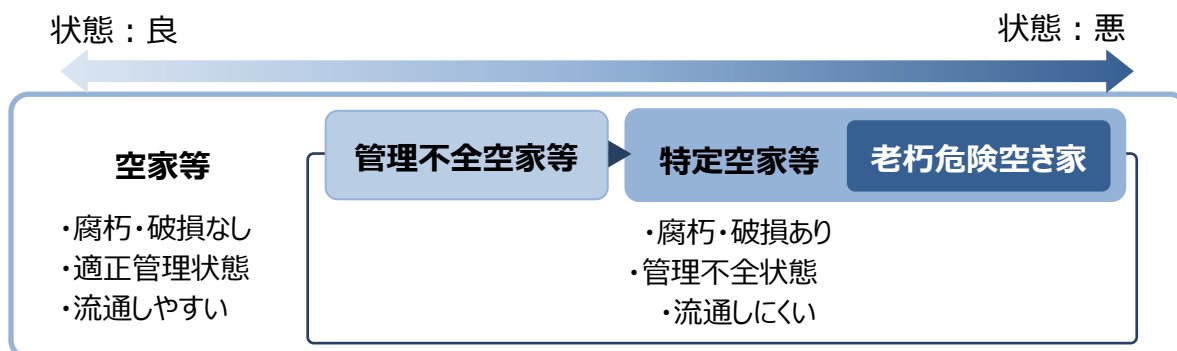 状態：良
状態：悪
空家等
管理不全空家等
特定空家等
老朽危険空き家
・腐朽・破損なし
・適正管理状態
・流通しやすい
・腐朽・破損あり
・管理不全状態
・流通しにくい